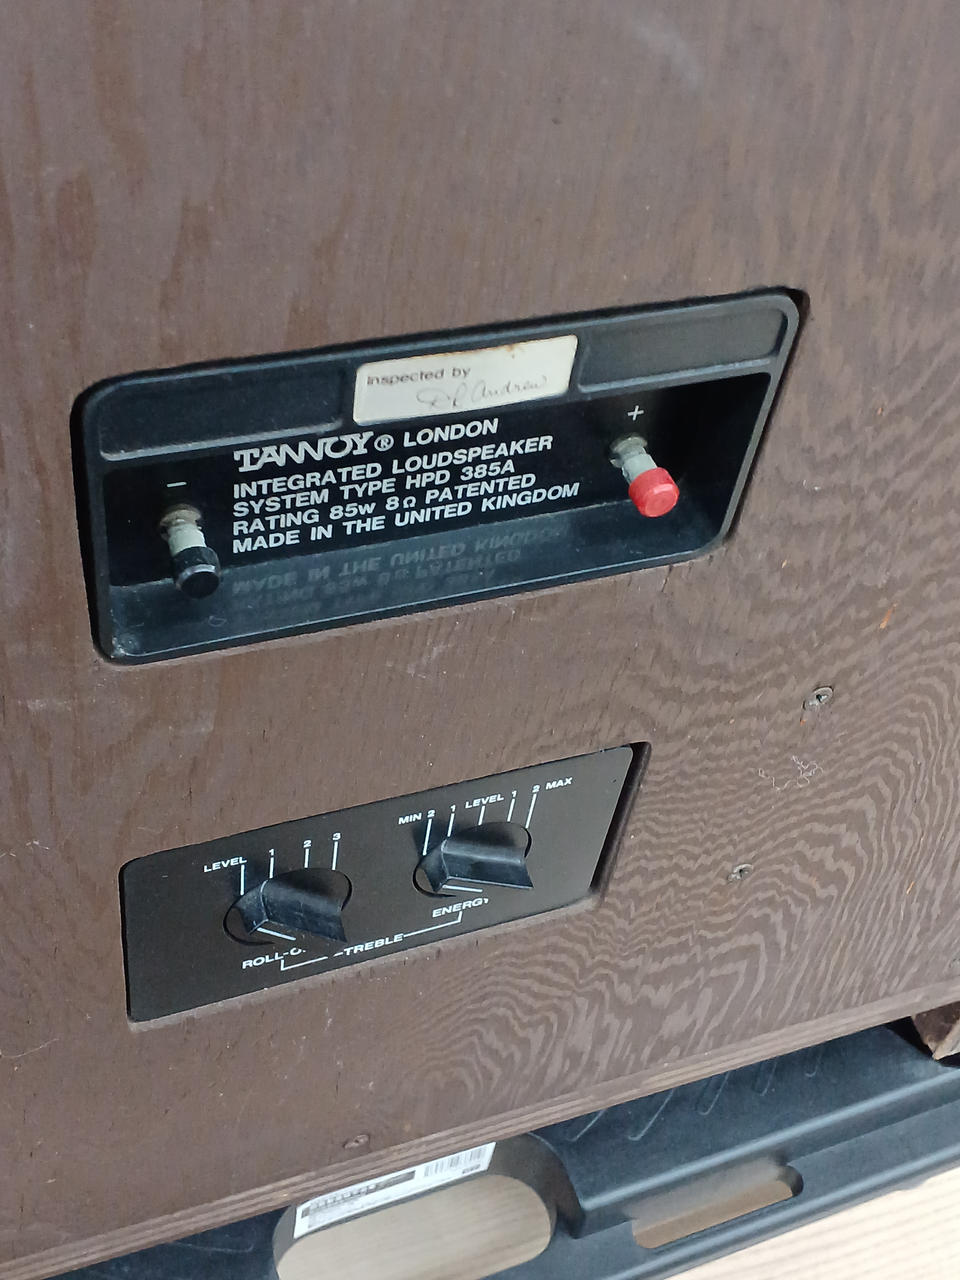 Inspected by
D P Andrew
−
+
TANNOY® LONDON
INTEGRATED LOUDSPEAKER
SYSTEM TYPE HPD 385A
RATING 85w 8Ω PATENTED
MADE IN THE UNITED KINGDOM
LEVEL 1 2 3
MIN 2 1 LEVEL 1 2 MAX
ENERGY
TREBLE